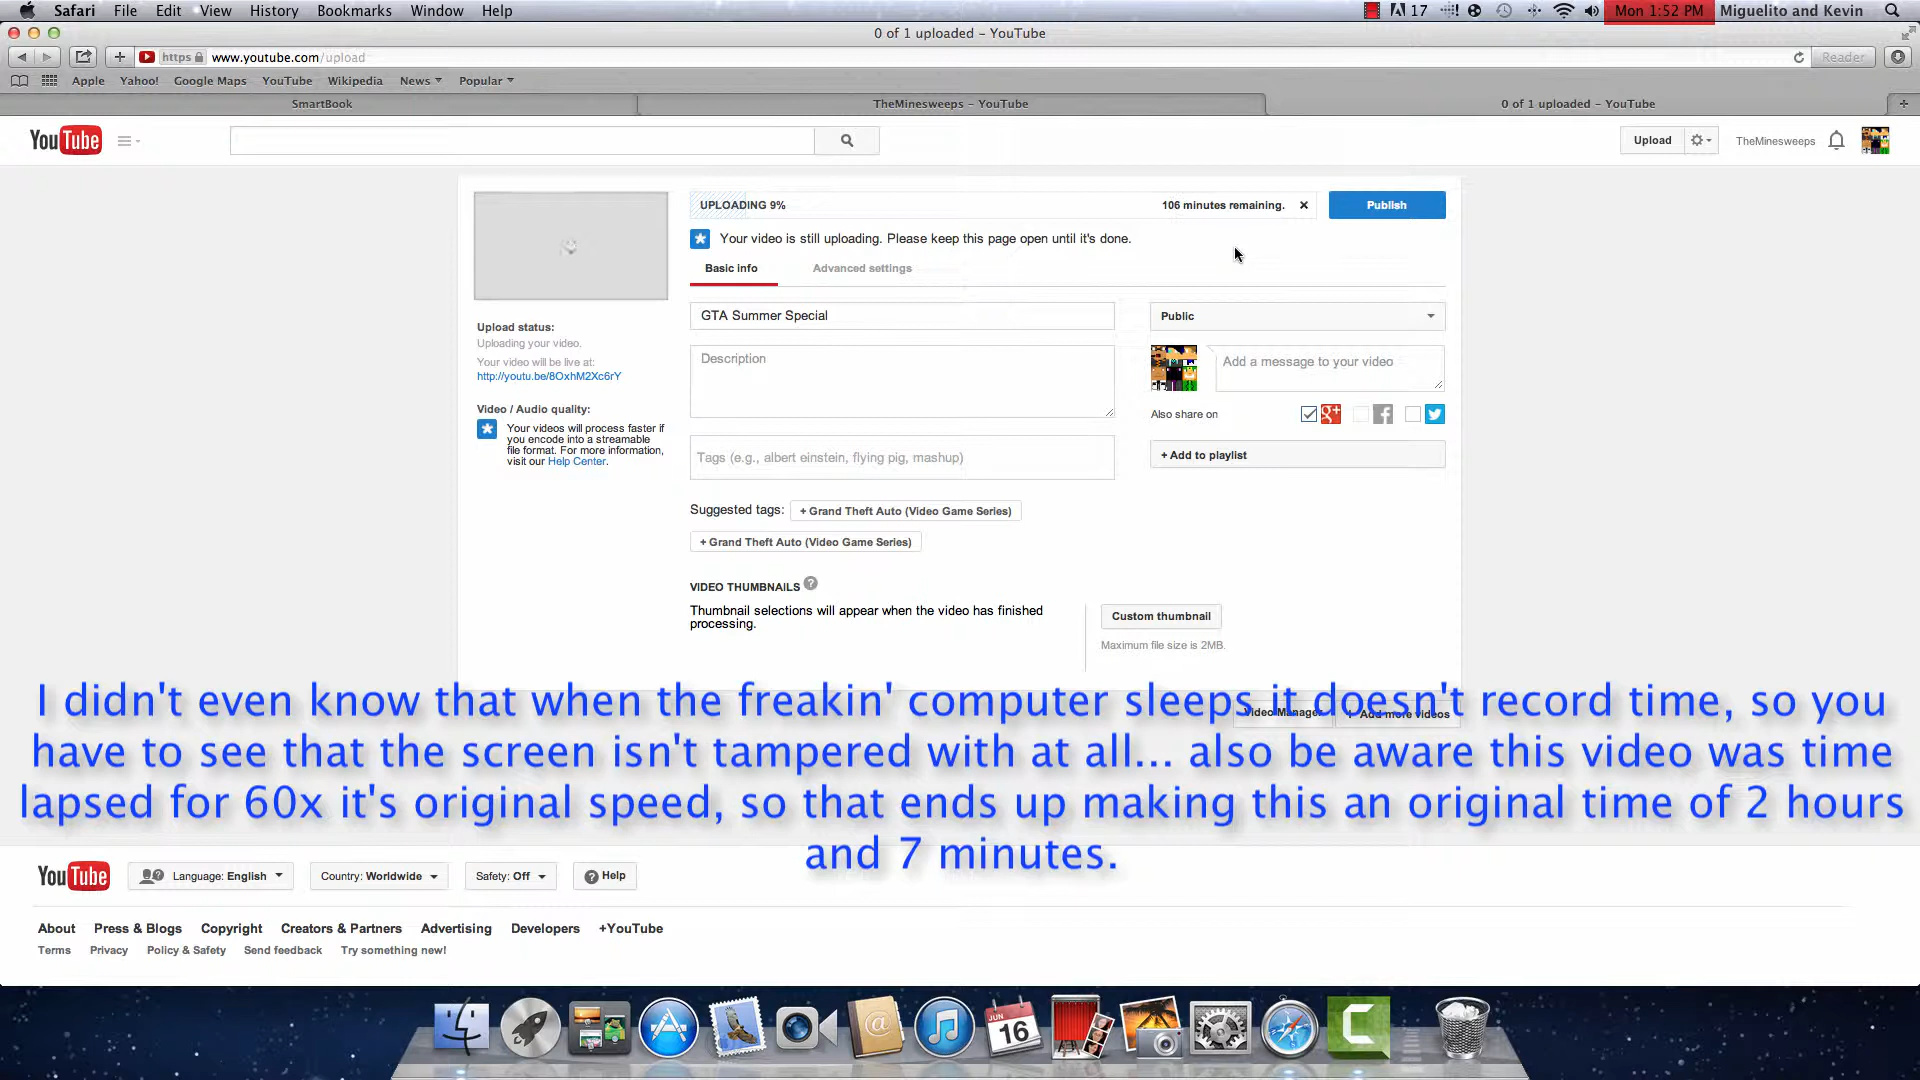 Safari File Edit View History Bookmarks Window Help 17 Mon 1:52 PM Miguelito and Kevin
0 of 1 uploaded – YouTube
https www.youtube.com/upload Reader
Apple Yahoo! Google Maps YouTube Wikipedia News Popular
SmartBook TheMinesweeps – YouTube 0 of 1 uploaded – YouTube
YouTube Upload TheMinesweeps
UPLOADING 9% 106 minutes remaining. Publish
Your video is still uploading. Please keep this page open until it's done.
Basic info Advanced settings
GTA Summer Special Public
Upload status:
Uploading your video.
Your video will be live at:
http://youtu.be/8OxhM2Xc6rY
Description
Add a message to your video
Video / Audio quality:
Your videos will process faster if
you encode into a streamable
file format. For more information,
visit our Help Center.
Also share on
Tags (e.g., albert einstein, flying pig, mashup)
+ Add to playlist
Suggested tags: + Grand Theft Auto (Video Game Series)
+ Grand Theft Auto (Video Game Series)
VIDEO THUMBNAILS ?
Thumbnail selections will appear when the video has finished
processing.
Custom thumbnail
Maximum file size is 2MB.
Video Manager + Add more videos
I didn't even know that when the freakin' computer sleeps it doesn't record time, so you
have to see that the screen isn't tampered with at all... also be aware this video was time
lapsed for 60x it's original speed, so that ends up making this an original time of 2 hours
and 7 minutes.
YouTube Language: English Country: Worldwide Safety: Off Help
About Press & Blogs Copyright Creators & Partners Advertising Developers +YouTube
Terms Privacy Policy & Safety Send feedback Try something new!
JUN
16